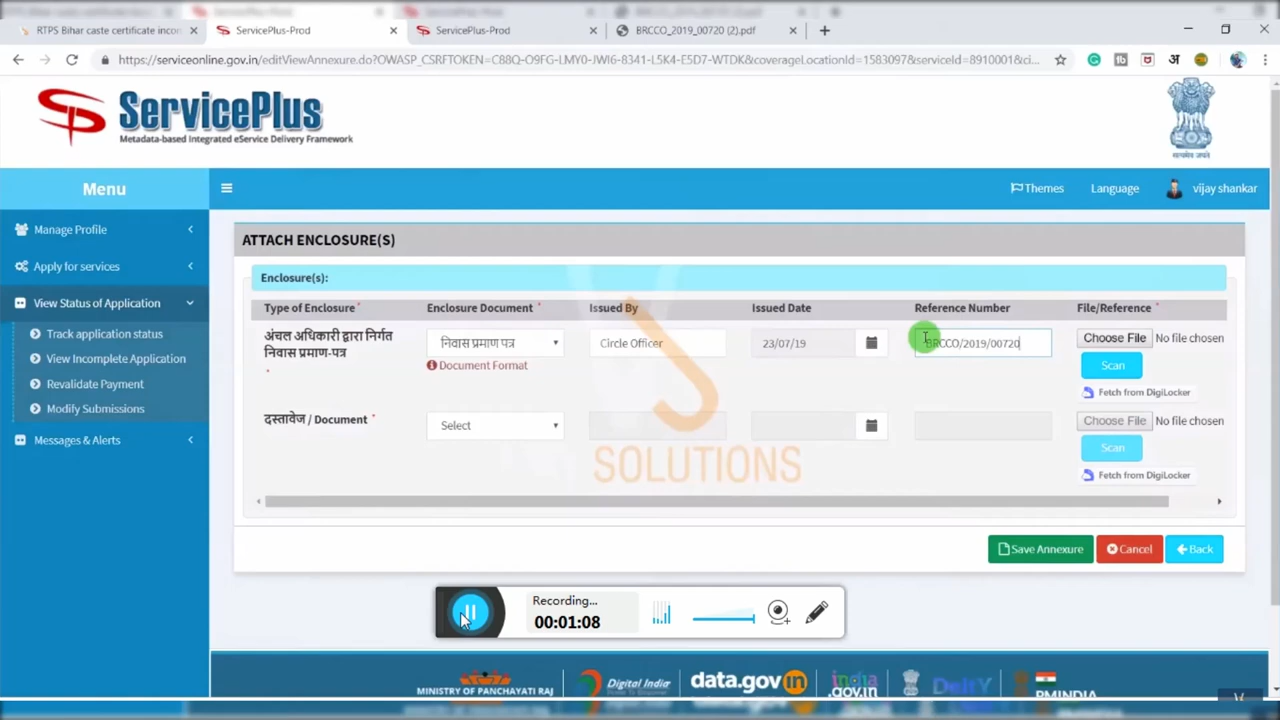 RTPS Bihar caste certificate incon
ServicePlus-Prod
ServicePlus-Prod
BRCCO_2019_00720 (2).pdf
https://serviceonline.gov.in/editViewAnnexure.do?OWASP_CSRFTOKEN=C88Q-O9FG-LMY0-JWI6-8341-L5K4-E5D7-WTDK&coverageLocationId=1583097&serviceId=8910001&ci...
ServicePlus
Metadata-based Integrated eService Delivery Framework
सत्यमेव जयते
Menu
Themes
Language
vijay shankar
Manage Profile
Apply for services
View Status of Application
Track application status
View Incomplete Application
Revalidate Payment
Modify Submissions
Messages & Alerts
ATTACH ENCLOSURE(S)
Enclosure(s):
Type of Enclosure * Enclosure Document * Issued By Issued Date Reference Number File/Reference *
अंचल अधिकारी द्वारा निर्गत
निवास प्रमाण-पत्र
*
निवास प्रमाण पत्र
Document Format
Circle Officer
23/07/19
BRCCO/2019/00720
Choose File No file chosen
Scan
Fetch from DigiLocker
दस्तावेज / Document *
Select
Choose File No file chosen
Scan
Fetch from DigiLocker
SOLUTIONS
Save Annexure
Cancel
Back
Recording...
00:01:08
MINISTRY OF PANCHAYATI RAJ
Digital India
Power To Empower
data.gov.in
india.gov.in
DeitY
PMINDIA